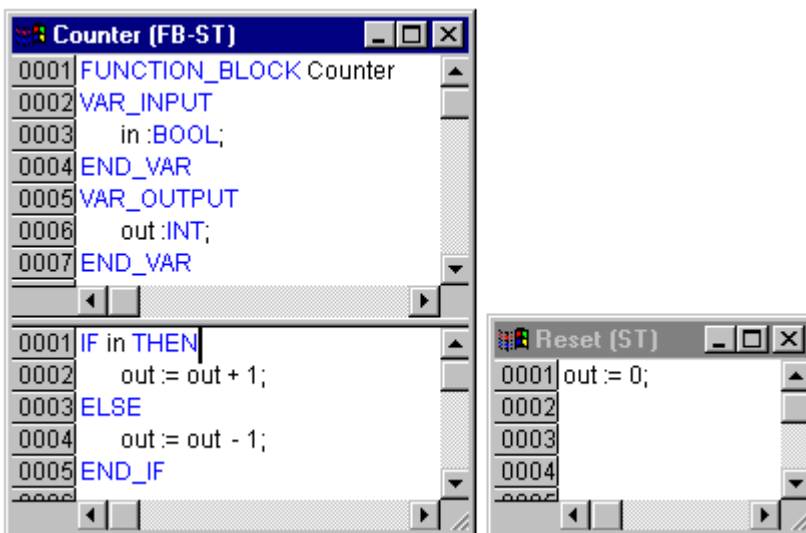 Counter (FB-ST)
0001 FUNCTION_BLOCK Counter
0002 VAR_INPUT
0003 in :BOOL;
0004 END_VAR
0005 VAR_OUTPUT
0006 out :INT;
0007 END_VAR
0001 IF in THEN
0002 out := out + 1;
0003 ELSE
0004 out := out - 1;
0005 END_IF
Reset (ST)
0001 out := 0;
0002
0003
0004